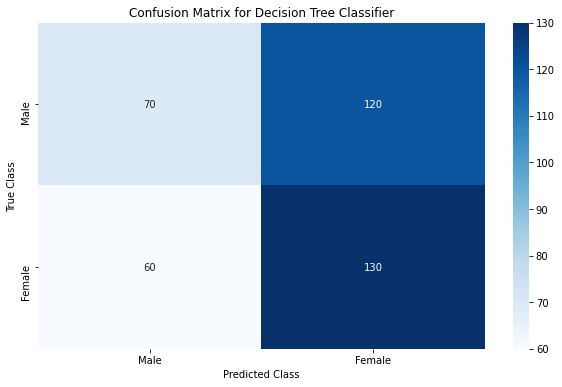 Confusion Matrix for Decision Tree Classifier
True Class
Male
Female
70
120
60
130
Male
Female
Predicted Class
130
120
110
100
90
80
70
60